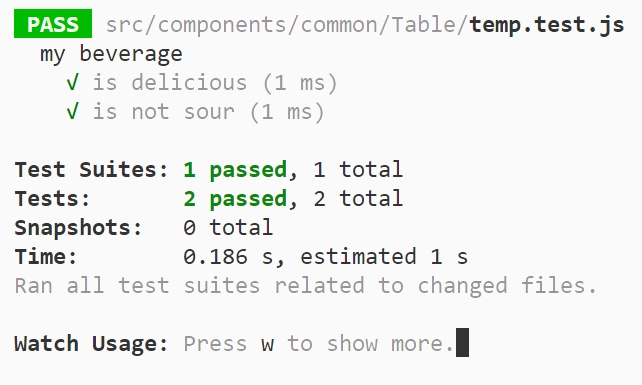 PASS src/components/common/Table/temp.test.js
my beverage
√ is delicious (1 ms)
√ is not sour (1 ms)
Test Suites: 1 passed, 1 total
Tests: 2 passed, 2 total
Snapshots: 0 total
Time: 0.186 s, estimated 1 s
Ran all test suites related to changed files.
Watch Usage: Press w to show more.